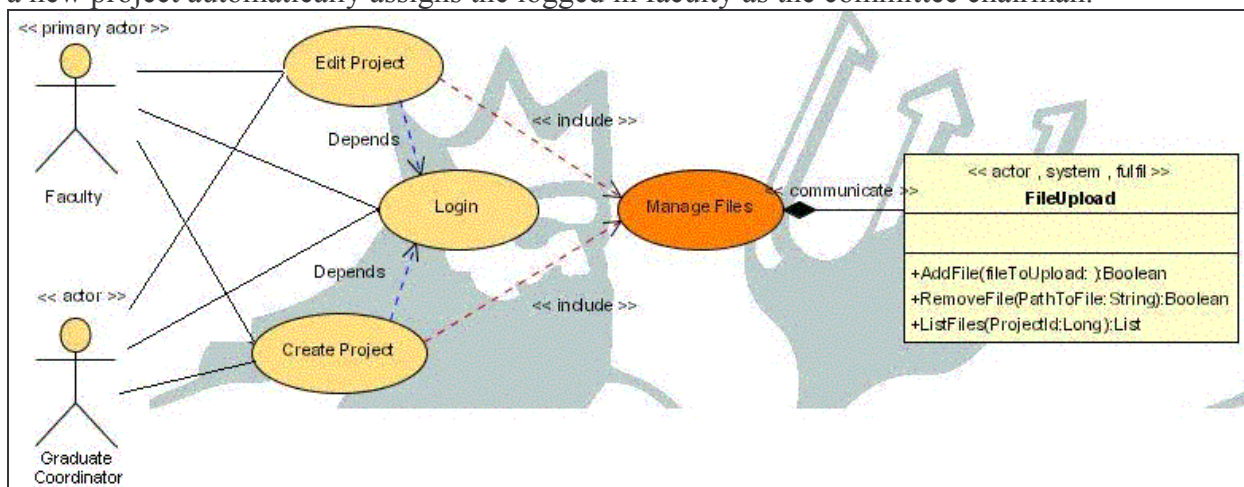 a new project automatically assigns the logged in faculty as the committee chairman.
<< primary actor >>
Edit Project
<< include >>
Depends
Faculty
Login
Manage Files
<< communicate >>
<< actor , system , fulfil >>
FileUpload
+AddFile(fileToUpload: ):Boolean
+RemoveFile(PathToFile:String):Boolean
+ListFiles(ProjectId:Long):List
Depends
<< include >>
<< actor >>
Create Project
Graduate
Coordinator